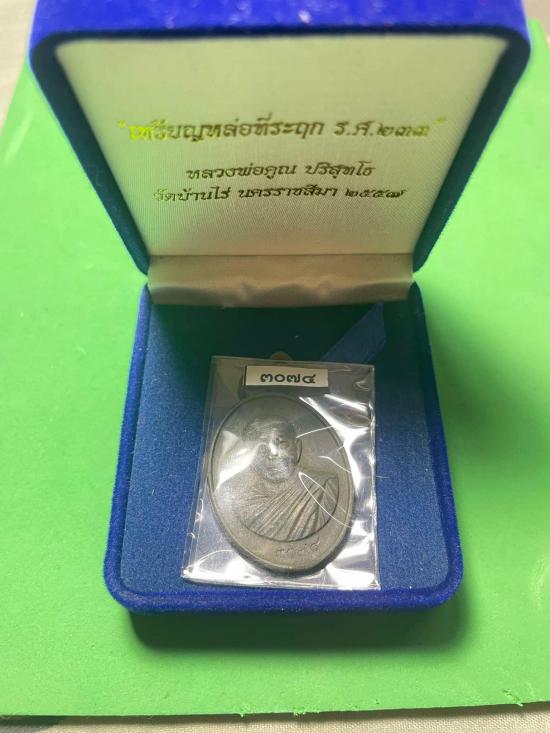 "เหรียญหล่อที่ระฤก ร.ศ.๒๓๓"
หลวงพ่อคูณ ปริสุทโธ
วัดบ้านไร่ นครราชสีมา ๒๕๕๗
๓๐๗๔